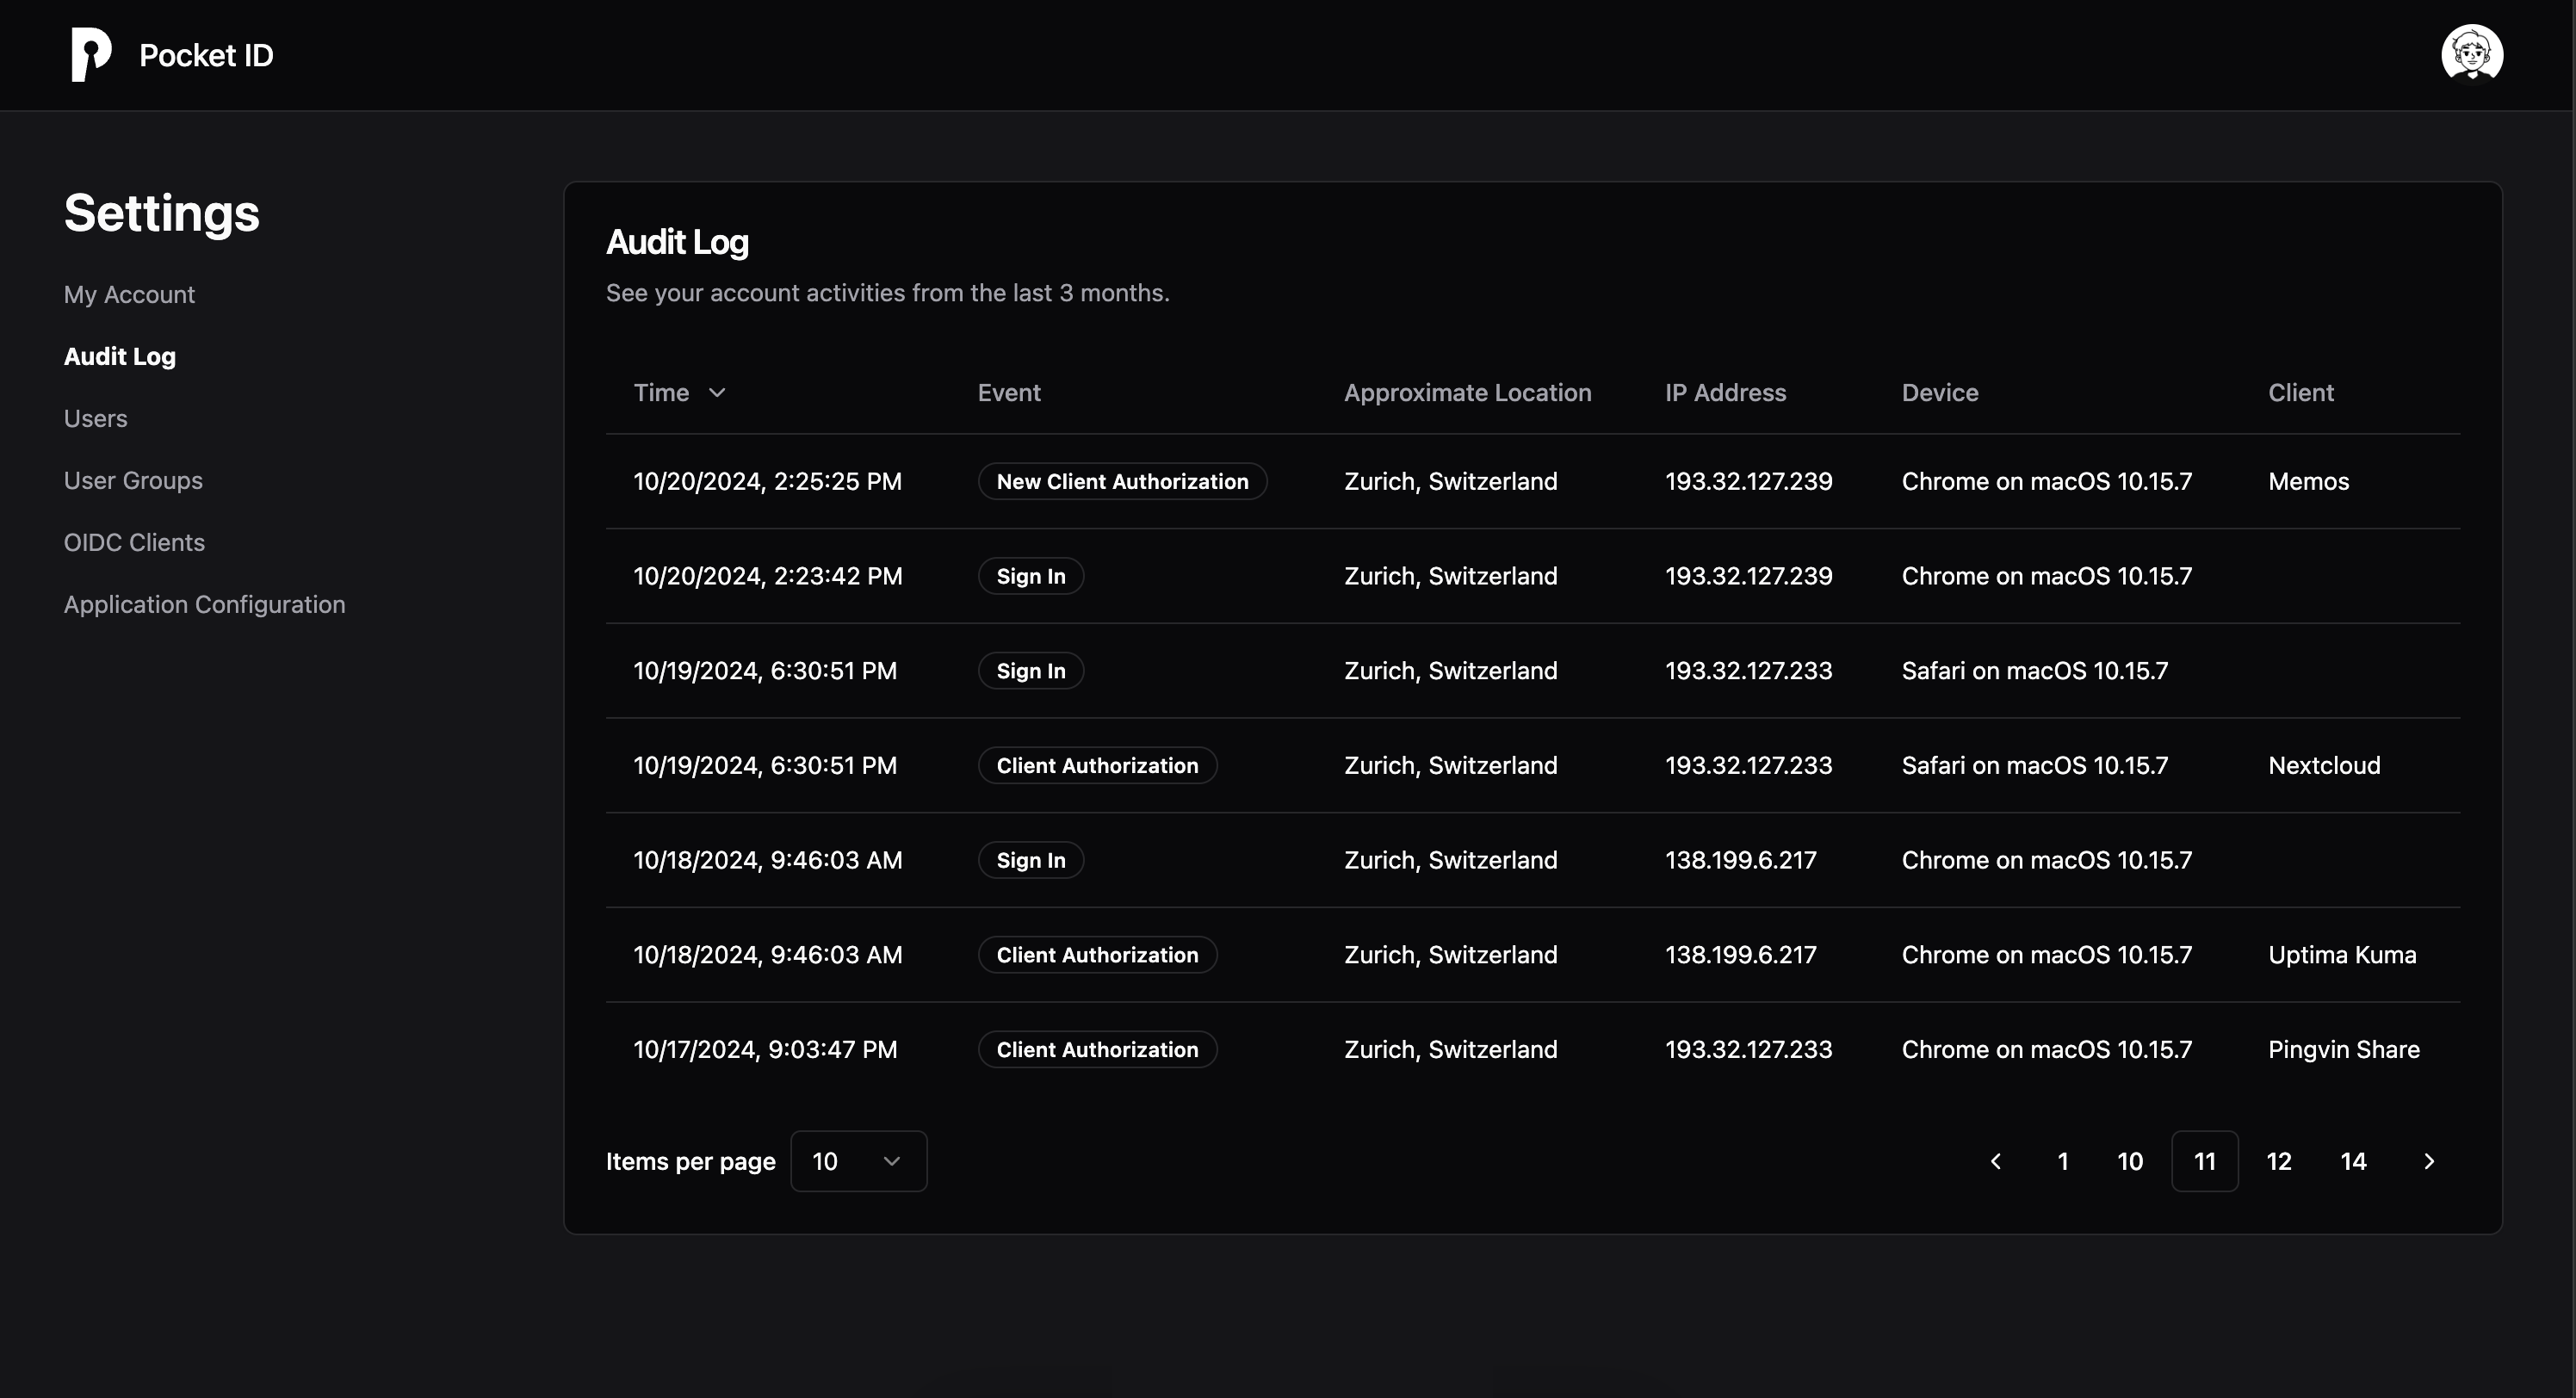 Pocket ID
Settings
My Account
Audit Log
Users
User Groups
OIDC Clients
Application Configuration
Audit Log
See your account activities from the last 3 months.
Time Event Approximate Location IP Address Device Client
10/20/2024, 2:25:25 PM New Client Authorization Zurich, Switzerland 193.32.127.239 Chrome on macOS 10.15.7 Memos
10/20/2024, 2:23:42 PM Sign In Zurich, Switzerland 193.32.127.239 Chrome on macOS 10.15.7
10/19/2024, 6:30:51 PM Sign In Zurich, Switzerland 193.32.127.233 Safari on macOS 10.15.7
10/19/2024, 6:30:51 PM Client Authorization Zurich, Switzerland 193.32.127.233 Safari on macOS 10.15.7 Nextcloud
10/18/2024, 9:46:03 AM Sign In Zurich, Switzerland 138.199.6.217 Chrome on macOS 10.15.7
10/18/2024, 9:46:03 AM Client Authorization Zurich, Switzerland 138.199.6.217 Chrome on macOS 10.15.7 Uptima Kuma
10/17/2024, 9:03:47 PM Client Authorization Zurich, Switzerland 193.32.127.233 Chrome on macOS 10.15.7 Pingvin Share
Items per page 10 1 10 11 12 14